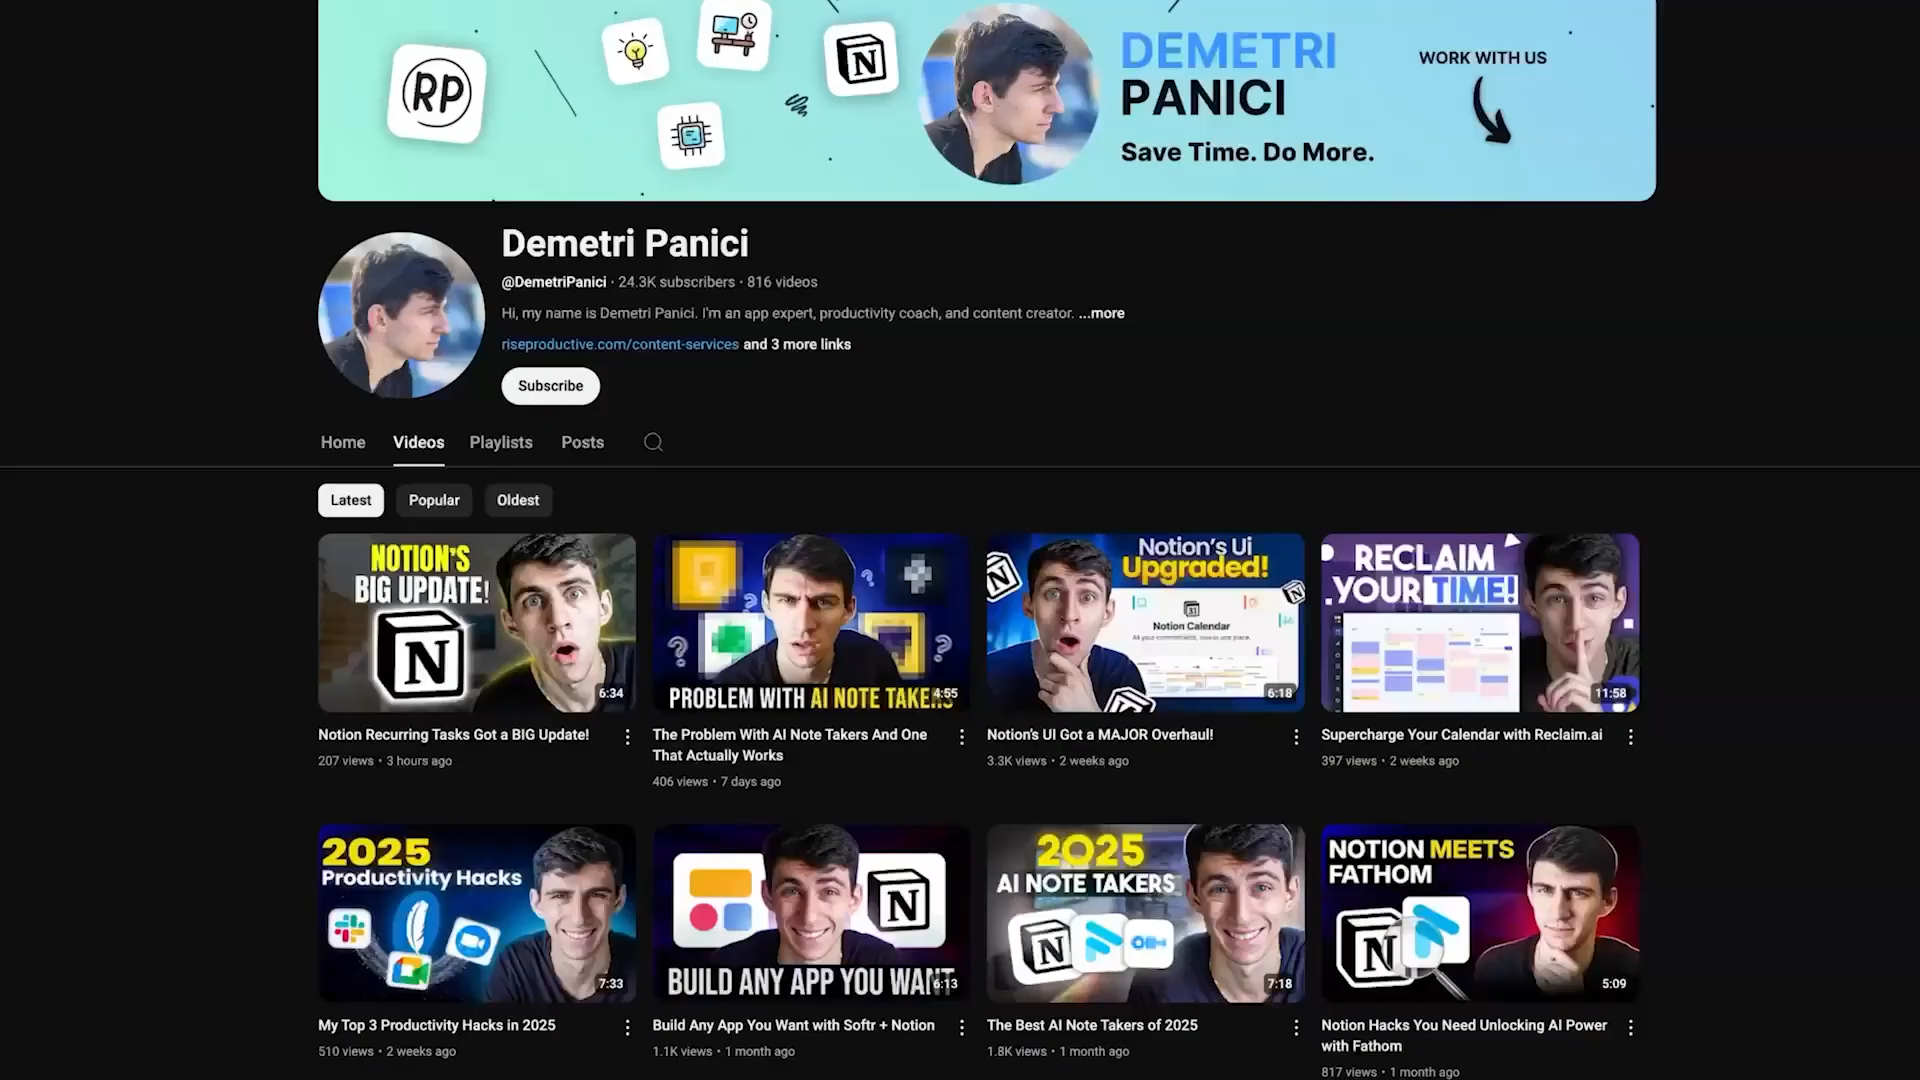 RP
N
DEMETRI
PANICI
Save Time. Do More.
WORK WITH US
Demetri Panici
@DemetriPanici · 24.3K subscribers · 816 videos
Hi, my name is Demetri Panici. I'm an app expert, productivity coach, and content creator. ...more
riseproductive.com/content-services and 3 more links
Subscribe
Home Videos Playlists Posts
Latest Popular Oldest
NOTION'S
BIG UPDATE!
N
6:34
PROBLEM WITH AI NOTE TAKERS
4:55
Notion's Ui
Upgraded!
N
N
31
Notion Calendar
All your commitments, now in one place.
6:18
RECLAIM
YOUR TIME!
11:58
Notion Recurring Tasks Got a BIG Update!
207 views · 3 hours ago
The Problem With AI Note Takers And One
That Actually Works
406 views · 7 days ago
Notion's UI Got a MAJOR Overhaul!
3.3K views · 2 weeks ago
Supercharge Your Calendar with Reclaim.ai
397 views · 2 weeks ago
2025
Productivity Hacks
7:33
N
BUILD ANY APP YOU WANT
6:13
2025
AI NOTE TAKERS
N
7:18
NOTION MEETS
FATHOM
N
5:09
My Top 3 Productivity Hacks in 2025
510 views · 2 weeks ago
Build Any App You Want with Softr + Notion
1.1K views · 1 month ago
The Best AI Note Takers of 2025
1.8K views · 1 month ago
Notion Hacks You Need Unlocking AI Power
with Fathom
817 views · 1 month ago